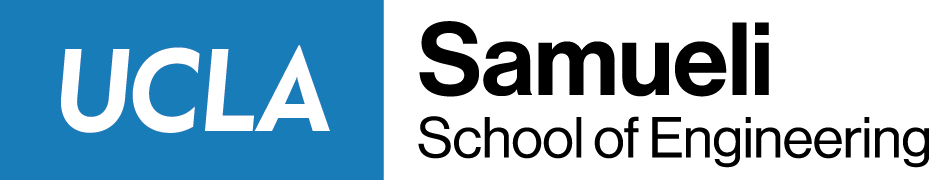 UCLA
Samueli
School of Engineering